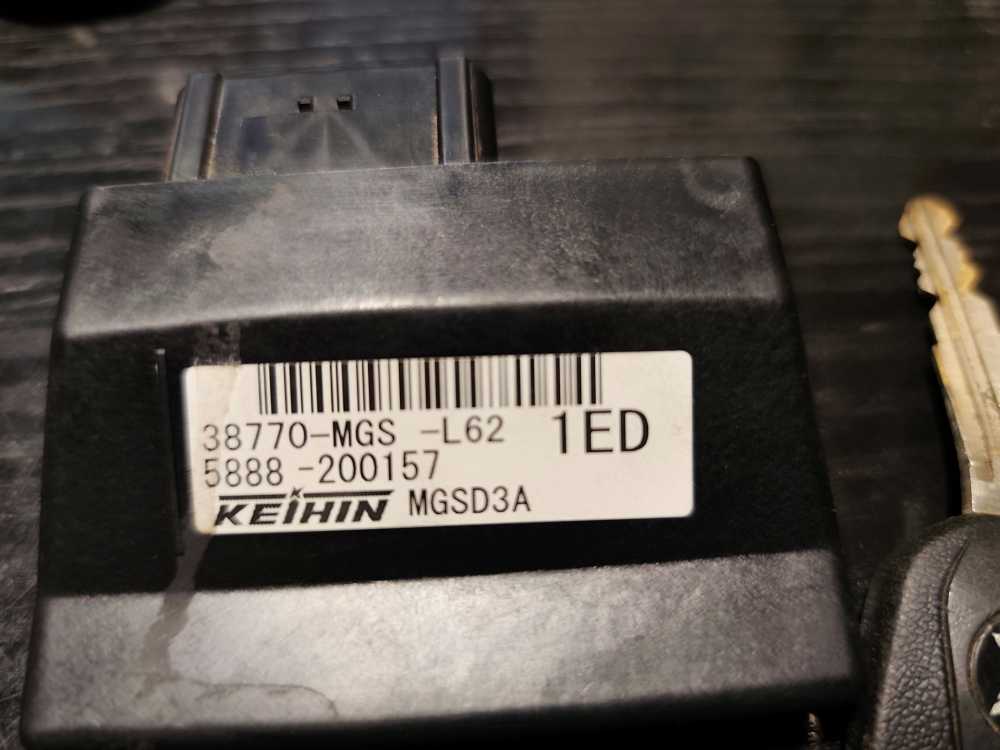 38770-MGS -L62 1ED
5888 -200157
KEIHIN MGSD3A